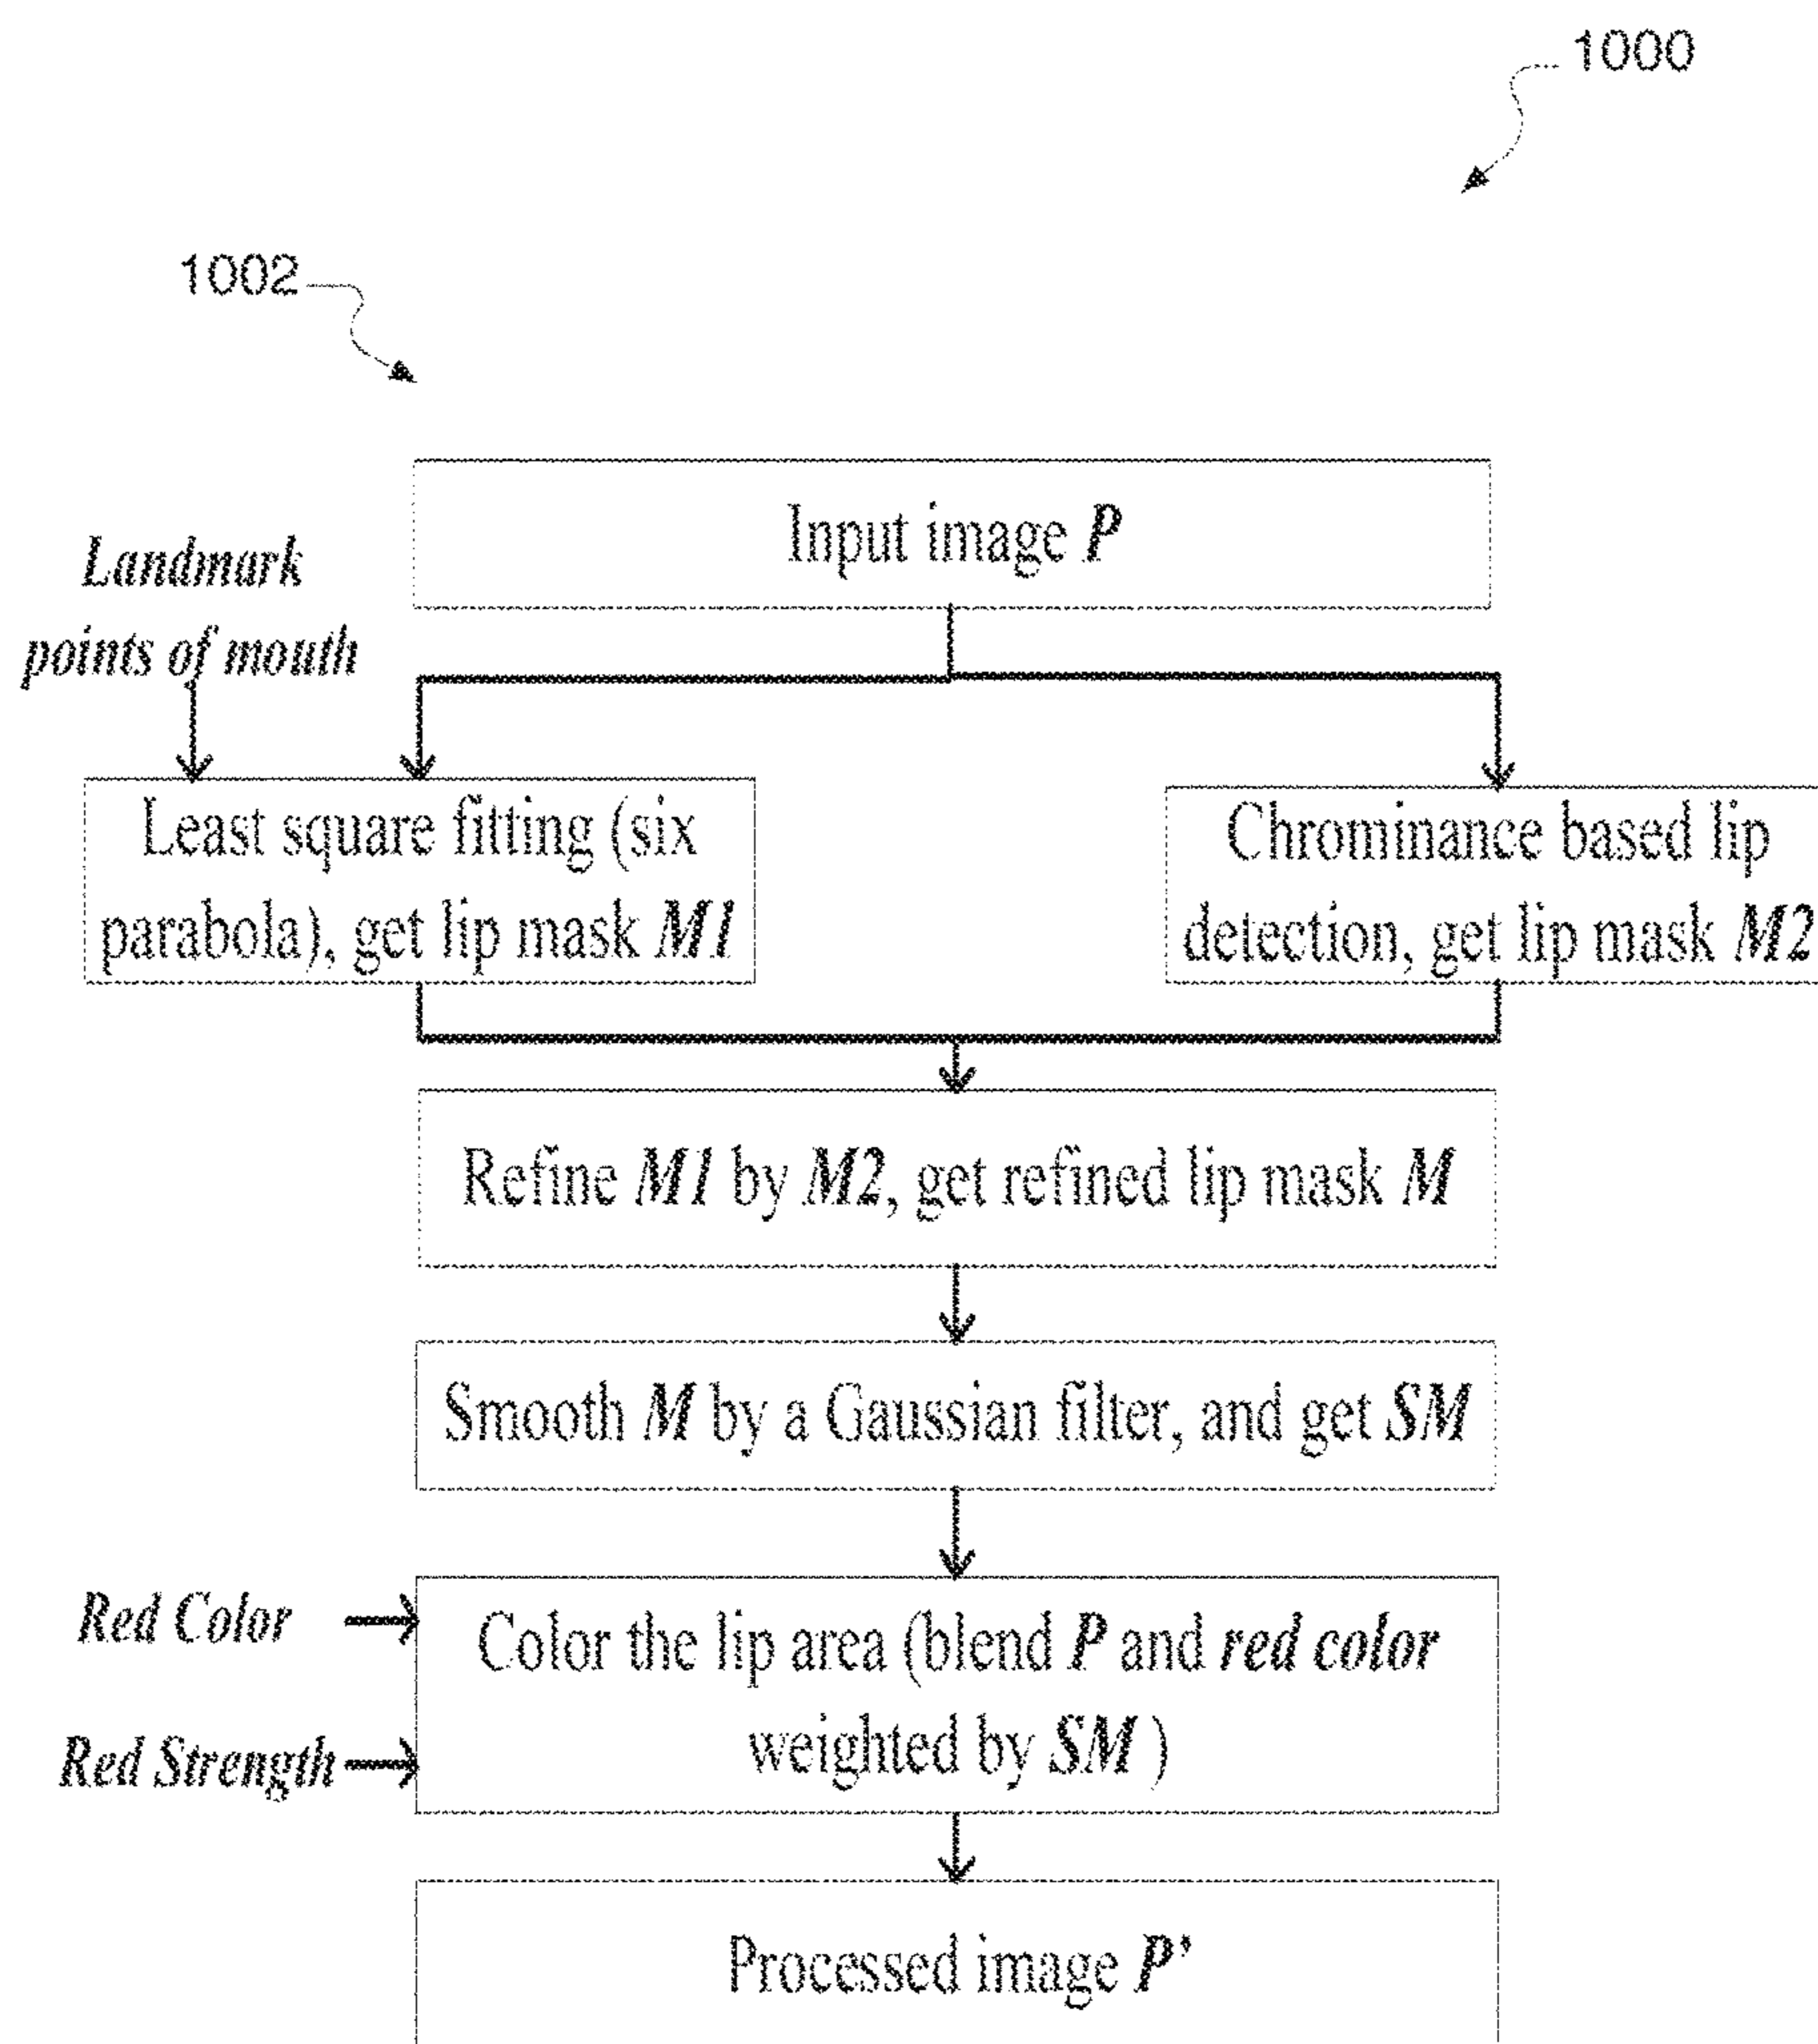 1000
1002
Input image P
Landmark
points of mouth
Least square fitting (six
parabola), get lip mask M1
Chrominance based lip
detection, get lip mask M2
Refine M1 by M2, get refined lip mask M
Smooth M by a Gaussian filter, and get SM
Red Color
Color the lip area (blend P and red color
weighted by SM )
Red Strength
Processed image P'